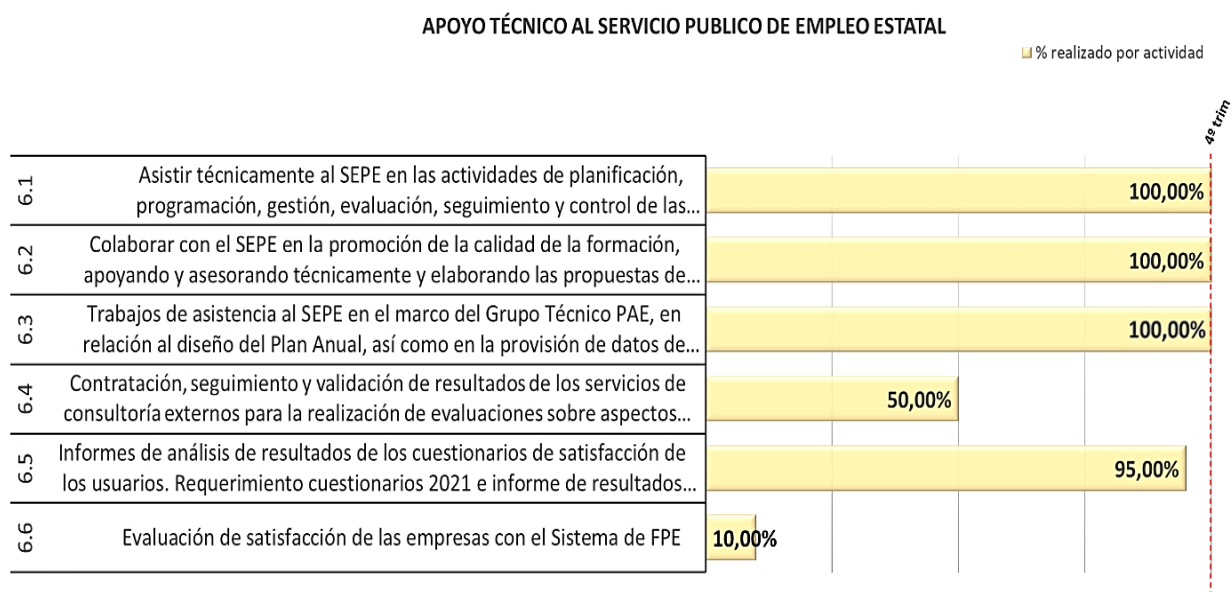 APOYO TÉCNICO AL SERVICIO PUBLICO DE EMPLEO ESTATAL
% realizado por actividad
4º trim
6.1
Asistir técnicamente al SEPE en las actividades de planificación,
programación, gestión, evaluación, seguimiento y control de las...
100,00%
6.2
Colaborar con el SEPE en la promoción de la calidad de la formación,
apoyando y asesorando técnicamente y elaborando las propuestas de...
100,00%
6.3
Trabajos de asistencia al SEPE en el marco del Grupo Técnico PAE, en
relación al diseño del Plan Anual, así como en la provisión de datos de...
100,00%
6.4
Contratación, seguimiento y validación de resultados de los servicios de
consultoría externos para la realización de evaluaciones sobre aspectos...
50,00%
6.5
Informes de análisis de resultados de los cuestionarios de satisfacción de
los usuarios. Requerimiento cuestionarios 2021 e informe de resultados...
95,00%
6.6
Evaluación de satisfacción de las empresas con el Sistema de FPE
10,00%